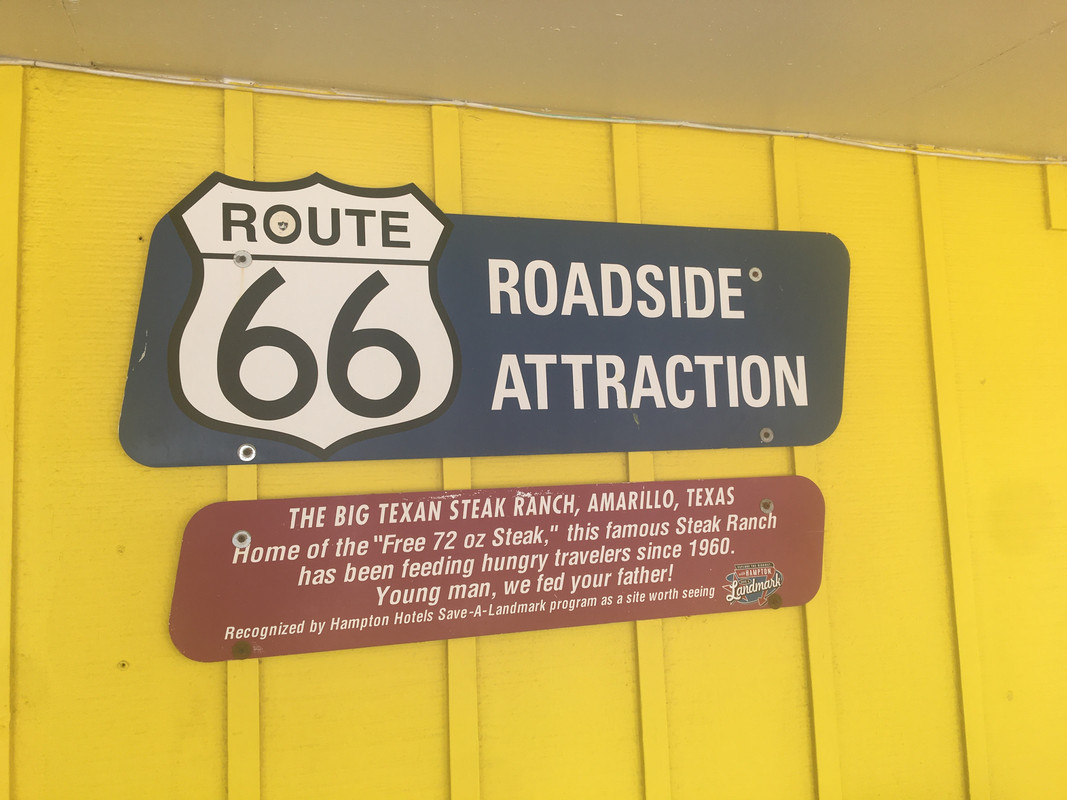 ROUTE
66
ROADSIDE
ATTRACTION
THE BIG TEXAN STEAK RANCH, AMARILLO, TEXAS
Home of the "Free 72 oz Steak," this famous Steak Ranch
has been feeding hungry travelers since 1960.
Young man, we fed your father!
Recognized by Hampton Hotels Save-A-Landmark program as a site worth seeing
HAMPTON
Landmark